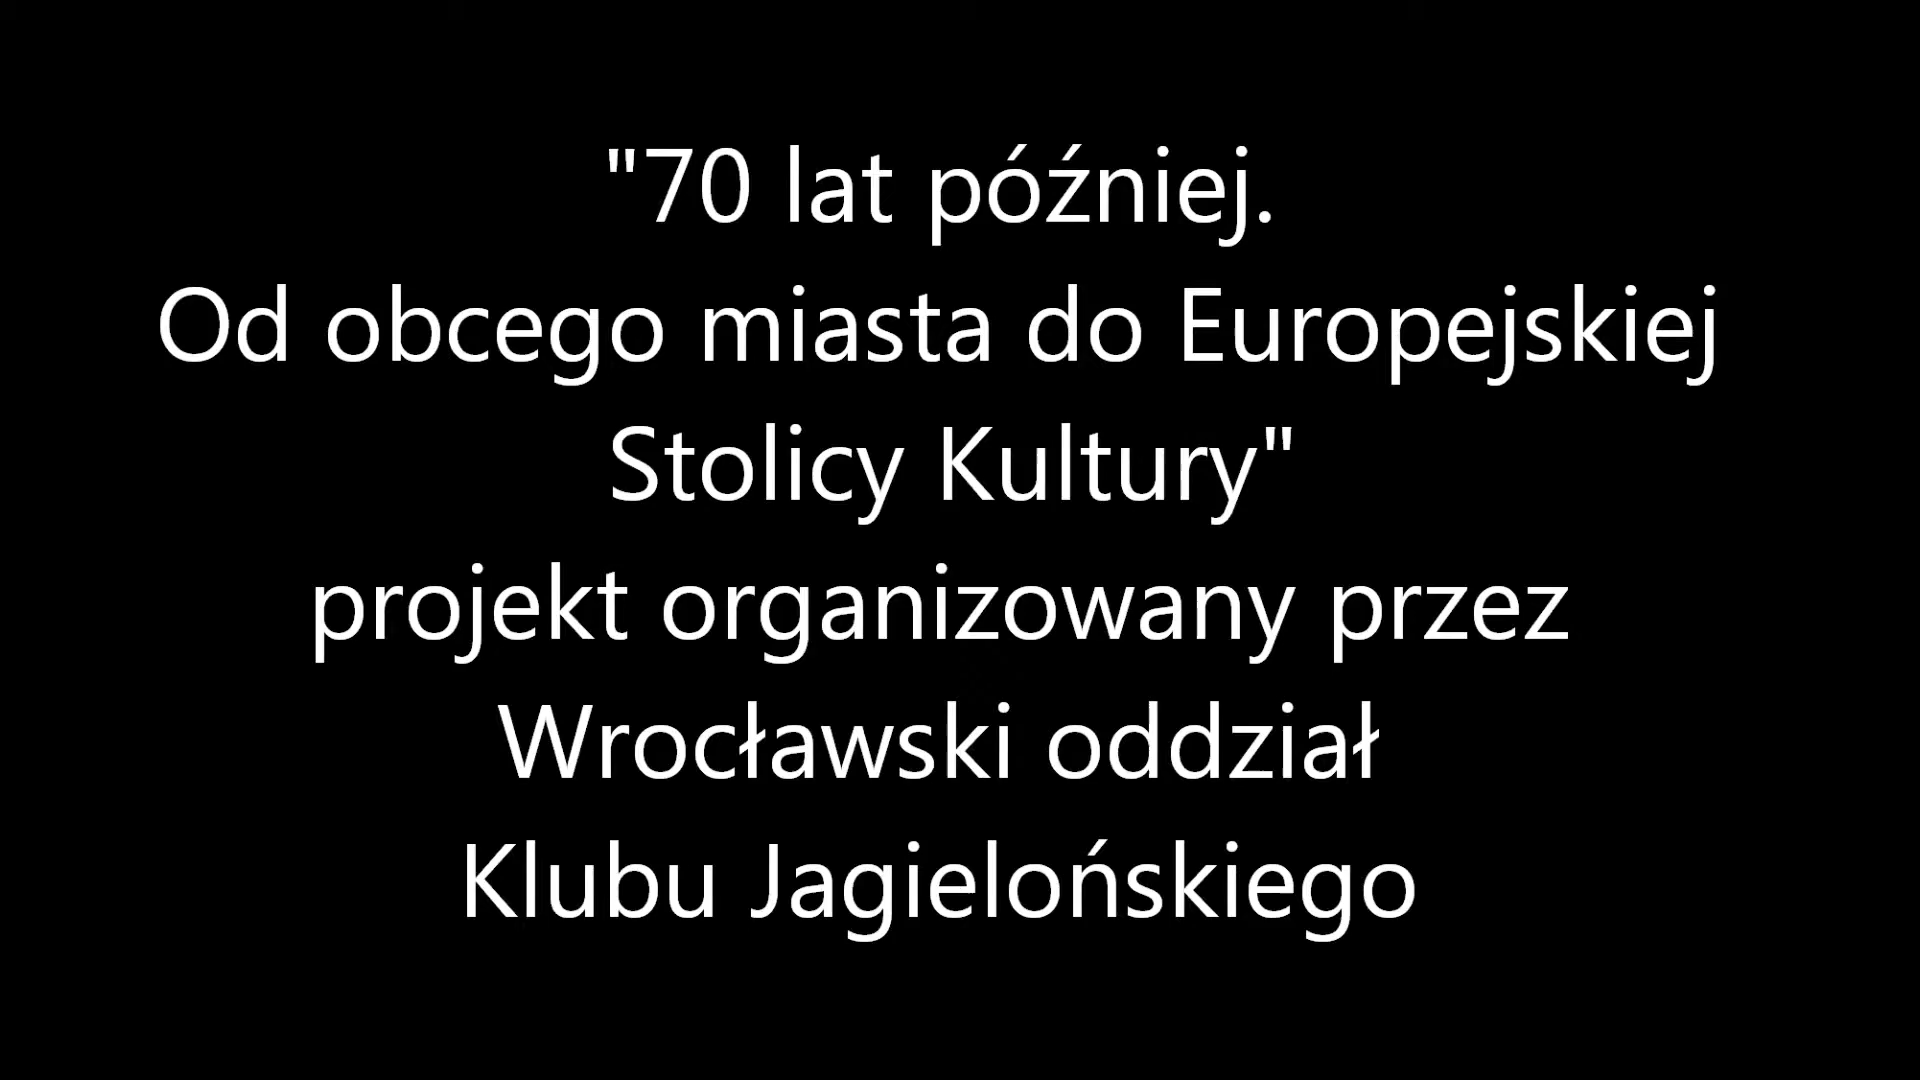 "70 lat później.
Od obcego miasta do Europejskiej
Stolicy Kultury"
projekt organizowany przez
Wrocławski oddział
Klubu Jagielońskiego